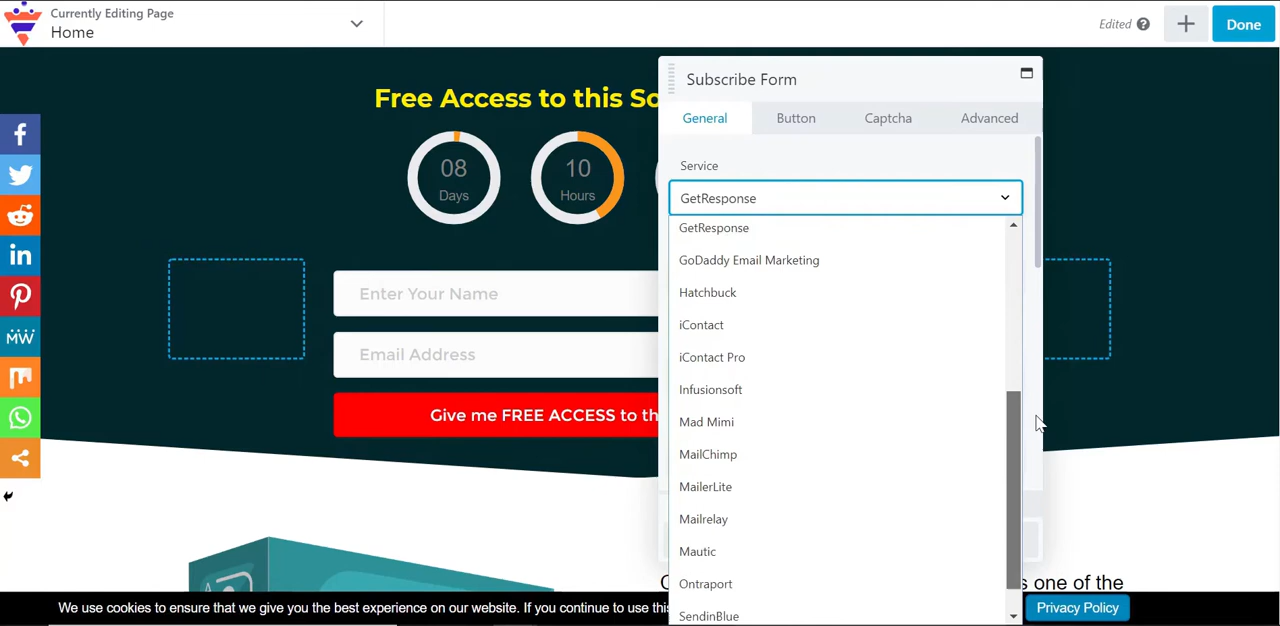 Currently Editing Page
Home
Edited
Done
Free Access to this So
08
Days
10
Hours
Enter Your Name
Email Address
Give me FREE ACCESS to th
Subscribe Form
General
Button
Captcha
Advanced
Service
GetResponse
GetResponse
GoDaddy Email Marketing
Hatchbuck
iContact
iContact Pro
Infusionsoft
Mad Mimi
MailChimp
MailerLite
Mailrelay
Mautic
Ontraport
SendinBlue
MW
s one of the
We use cookies to ensure that we give you the best experience on our website. If you continue to use this
Privacy Policy